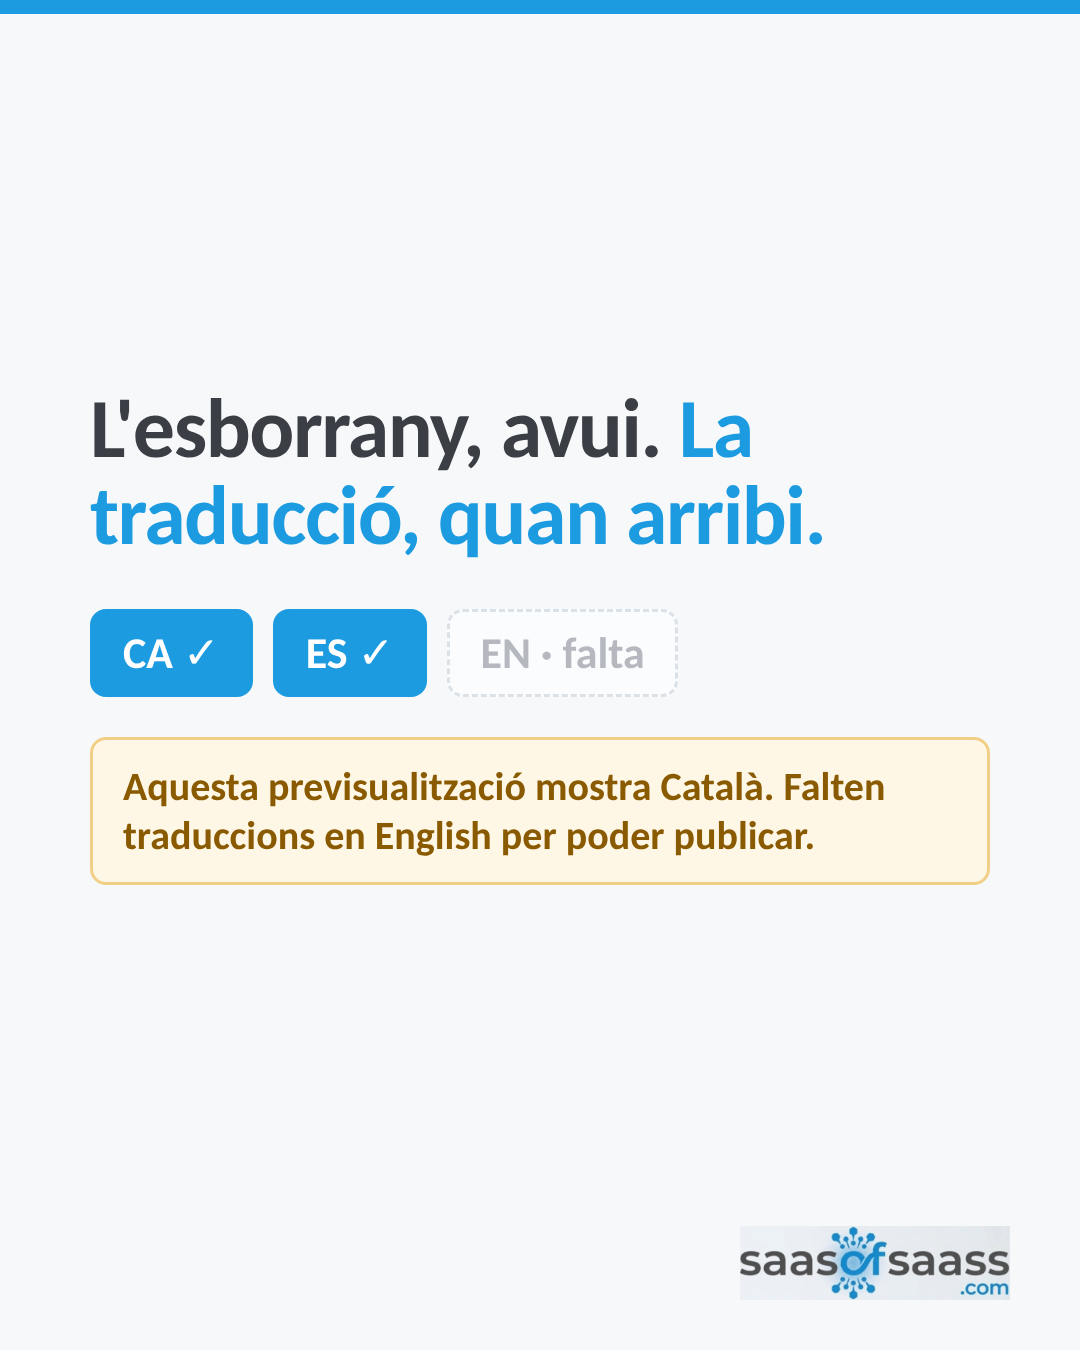 L'esborrany, avui. La
traducció, quan arribi.
CA ✓ ES ✓ EN · falta
Aquesta previsualització mostra Català. Falten
traduccions en English per poder publicar.
saasofsaass
.com